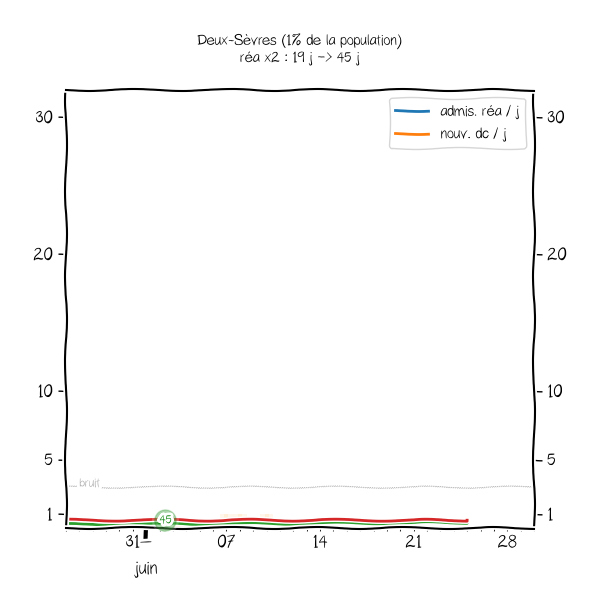 Deux-Sèvres (1% de la population)
réa x2 : 19 j -> 45 j
admis. réa / j
nouv. dc / j
30
30
20
20
10
10
5
5
bruit
1
45
1
31
07
14
21
28
juin